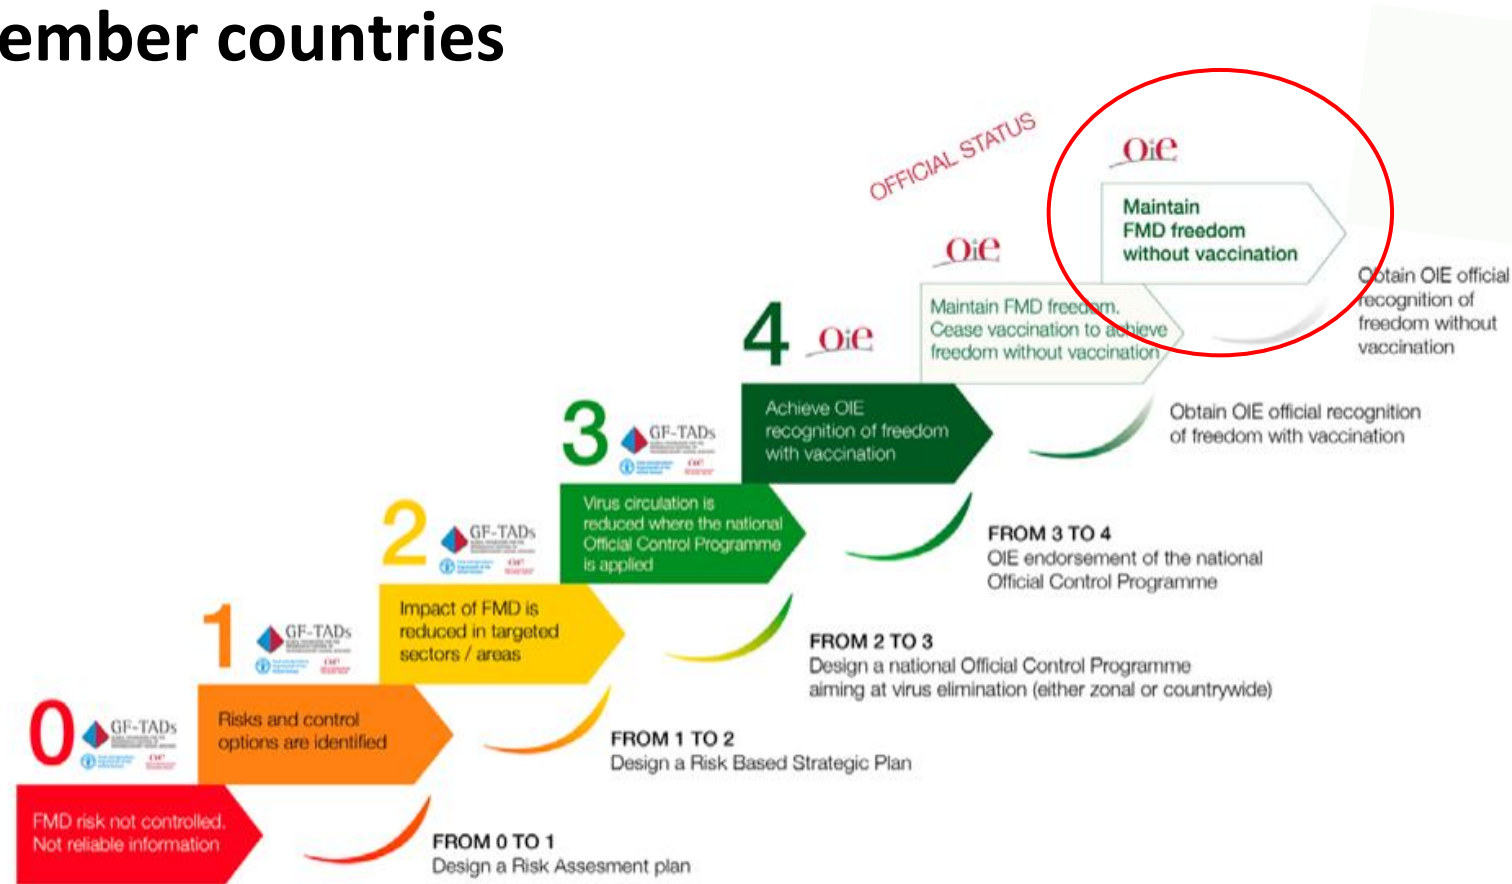 ember countries
OFFICIAL STATUS
OiE
Maintain
FMD freedom
without vaccination
Obtain OIE official
recognition of
freedom without
vaccination
OiE
Maintain FMD freedom.
Cease vaccination to achieve
freedom without vaccination
Obtain OIE official recognition
of freedom with vaccination
4
OiE
Achieve OIE
recognition of freedom
with vaccination
FROM 3 TO 4
OIE endorsement of the national
Official Control Programme
3
GF-TADs
Virus circulation is
reduced where the national
Official Control Programme
is applied
FROM 2 TO 3
Design a national Official Control Programme
aiming at virus elimination (either zonal or countrywide)
2
GF-TADs
Impact of FMD is
reduced in targeted
sectors / areas
FROM 1 TO 2
Design a Risk Based Strategic Plan
1
GF-TADs
Risks and control
options are identified
FROM 0 TO 1
Design a Risk Assesment plan
0
GF-TADs
FMD risk not controlled.
Not reliable information